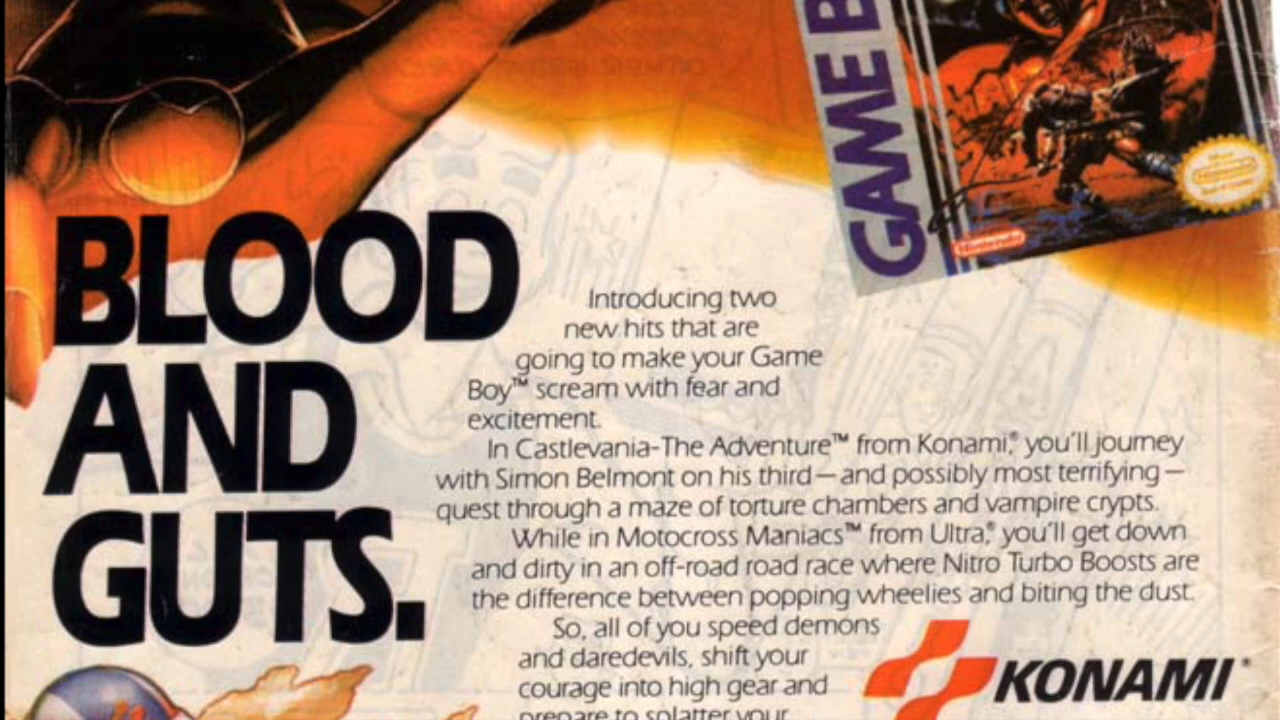 GAME B
BLOOD
AND
GUTS.
Introducing two
new hits that are
going to make your Game
Boy™ scream with fear and
excitement.
In Castlevania-The Adventure™ from Konami,® you'll journey
with Simon Belmont on his third — and possibly most terrifying —
quest through a maze of torture chambers and vampire crypts.
While in Motocross Maniacs™ from Ultra,® you'll get down
and dirty in an off-road road race where Nitro Turbo Boosts are
the difference between popping wheelies and biting the dust.
So, all of you speed demons
and daredevils, shift your
courage into high gear and
prepare to splatter your
KONAMI®